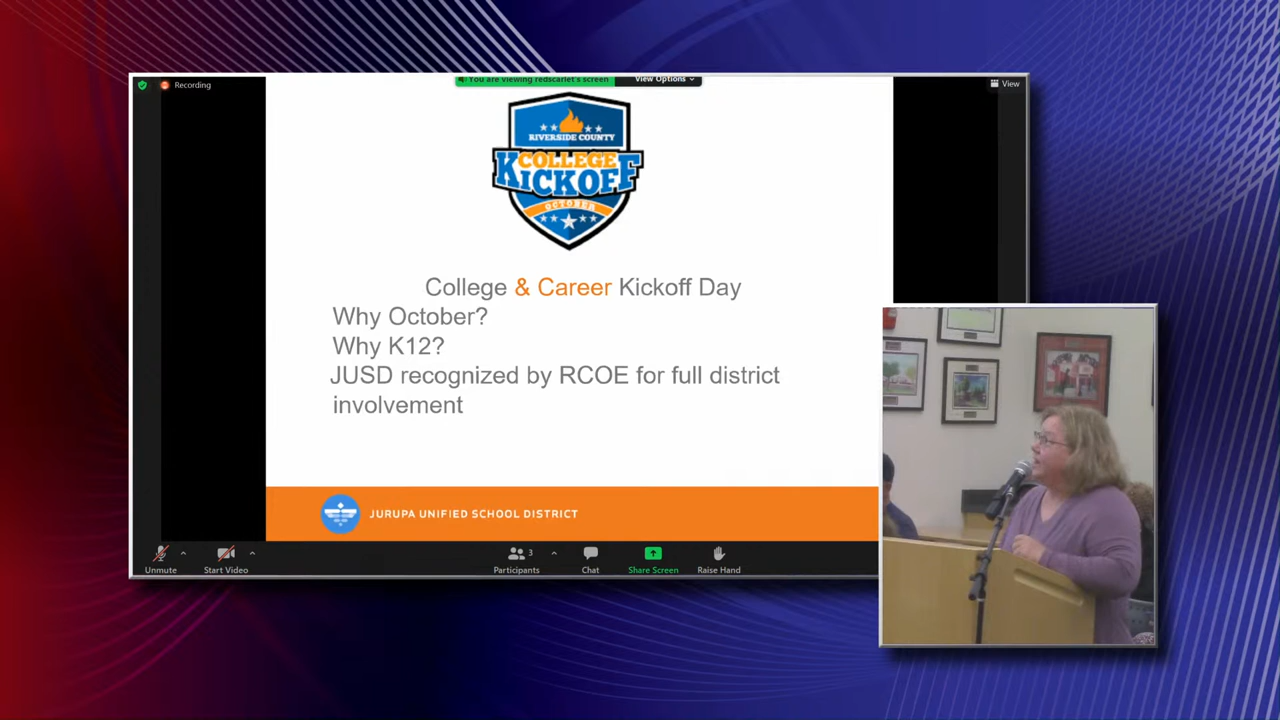 You are viewing redscarlet's screen
View Options
Recording
View
RIVERSIDE COUNTY
COLLEGE
KICKOFF
OCTOBER
College & Career Kickoff Day
Why October?
Why K12?
JUSD recognized by RCOE for full district
involvement
JURUPA UNIFIED SCHOOL DISTRICT
Unmute
Start Video
3
Participants
Chat
Share Screen
Raise Hand